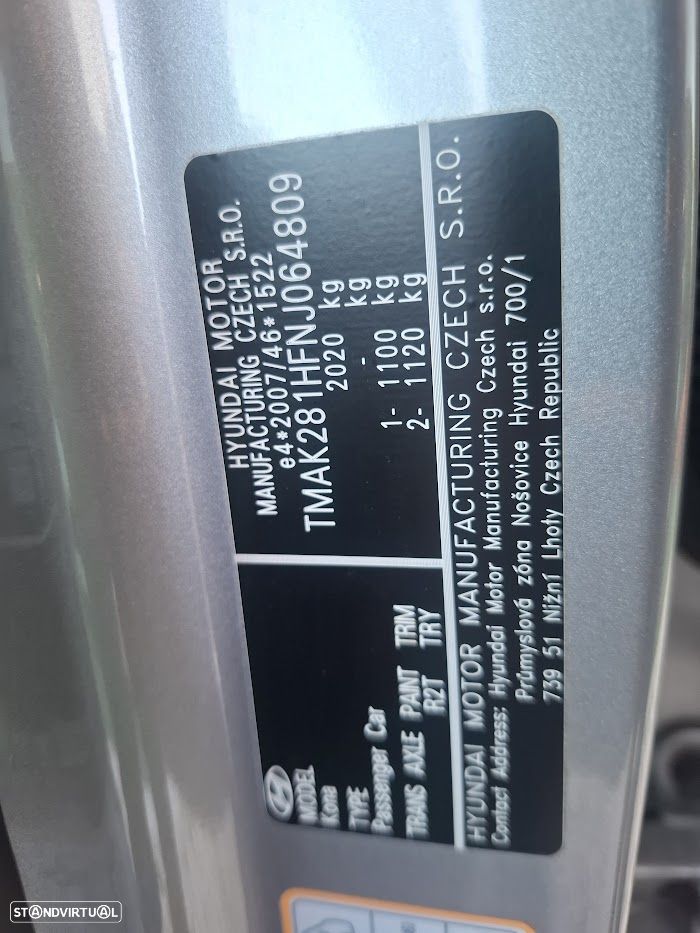 HYUNDAI MOTOR
MANUFACTURING CZECH S.R.O.
e4*2007/46*1522
TMAK281HFNJ064809
2020 kg
- kg
1- 1100 kg
2- 1120 kg
MODEL
Kona
TYPE
Passenger Car
TRANS AXLE PAINT TRIM
R2T TRY
HYUNDAI MOTOR MANUFACTURING CZECH S.R.O.
Contact Address: Hyundai Motor Manufacturing Czech s.r.o.
Průmyslová zóna Nošovice Hyundai 700/1
739 51 Nižní Lhoty Czech Republic
STANDVIRTUAL